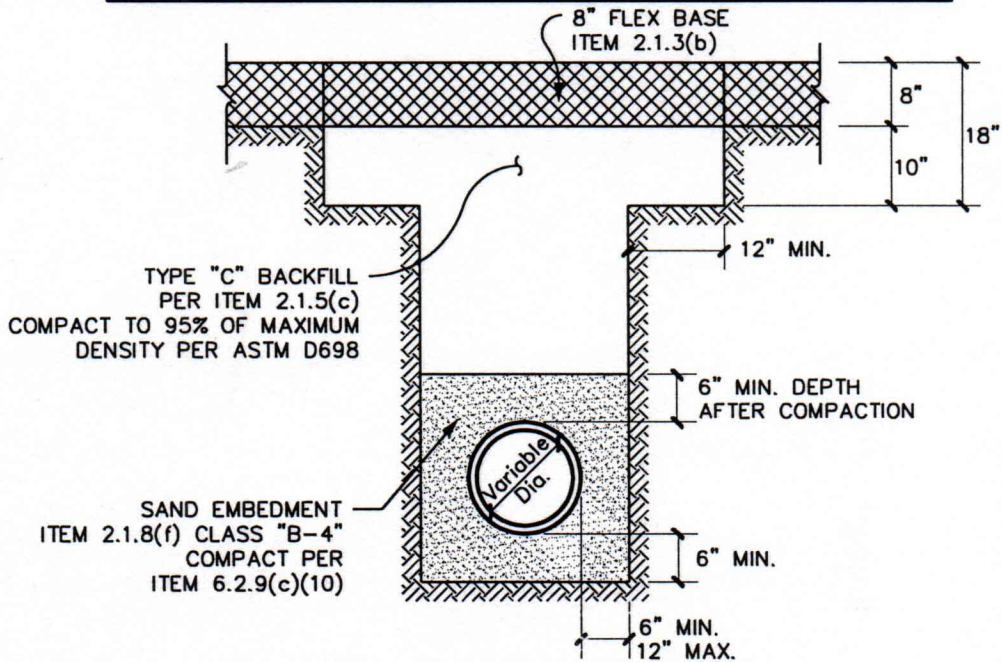 8" FLEX BASE
ITEM 2.1.3(b)
8"
18"
10"
12" MIN.
TYPE "C" BACKFILL
PER ITEM 2.1.5(c)
COMPACT TO 95% OF MAXIMUM
DENSITY PER ASTM D698
6" MIN. DEPTH
AFTER COMPACTION
Variable
Dia.
SAND EMBEDMENT
ITEM 2.1.8(f) CLASS "B-4"
COMPACT PER
ITEM 6.2.9(c)(10)
6" MIN.
6" MIN.
12" MAX.